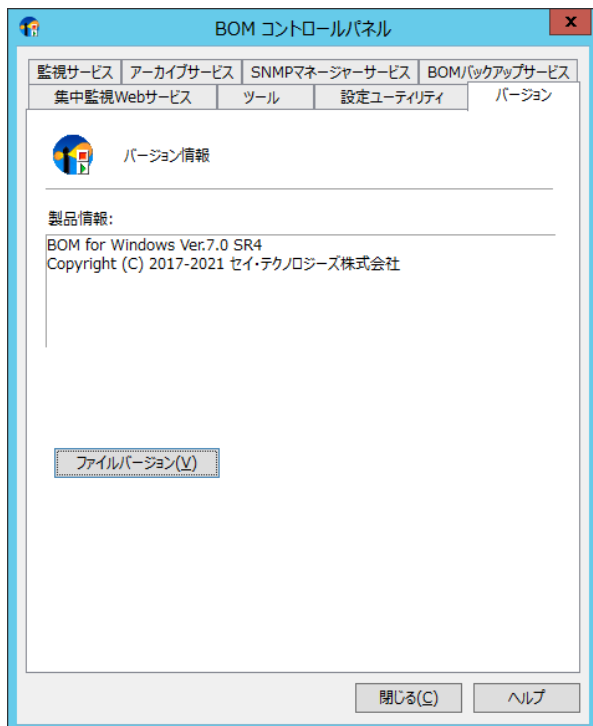 BOM コントロールパネル
x
監視サービス アーカイブサービス SNMPマネージャーサービス BOMバックアップサービス
集中監視Webサービス ツール 設定ユーティリティ バージョン
バージョン情報
製品情報:
BOM for Windows Ver.7.0 SR4
Copyright (C) 2017-2021 セイ・テクノロジーズ株式会社
ファイルバージョン(V)
閉じる(C) ヘルプ